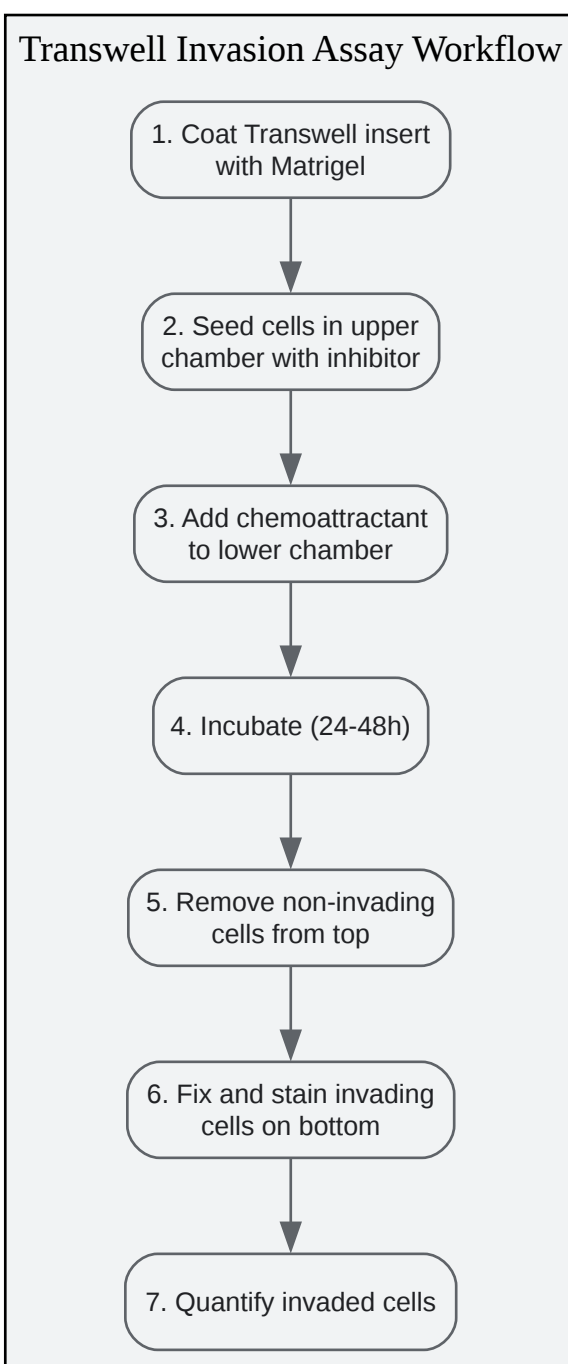 Transwell Invasion Assay Workflow
1. Coat Transwell insert
with Matrigel
2. Seed cells in upper
chamber with inhibitor
3. Add chemoattractant
to lower chamber
4. Incubate (24-48h)
5. Remove non-invading
cells from top
6. Fix and stain invading
cells on bottom
7. Quantify invaded cells